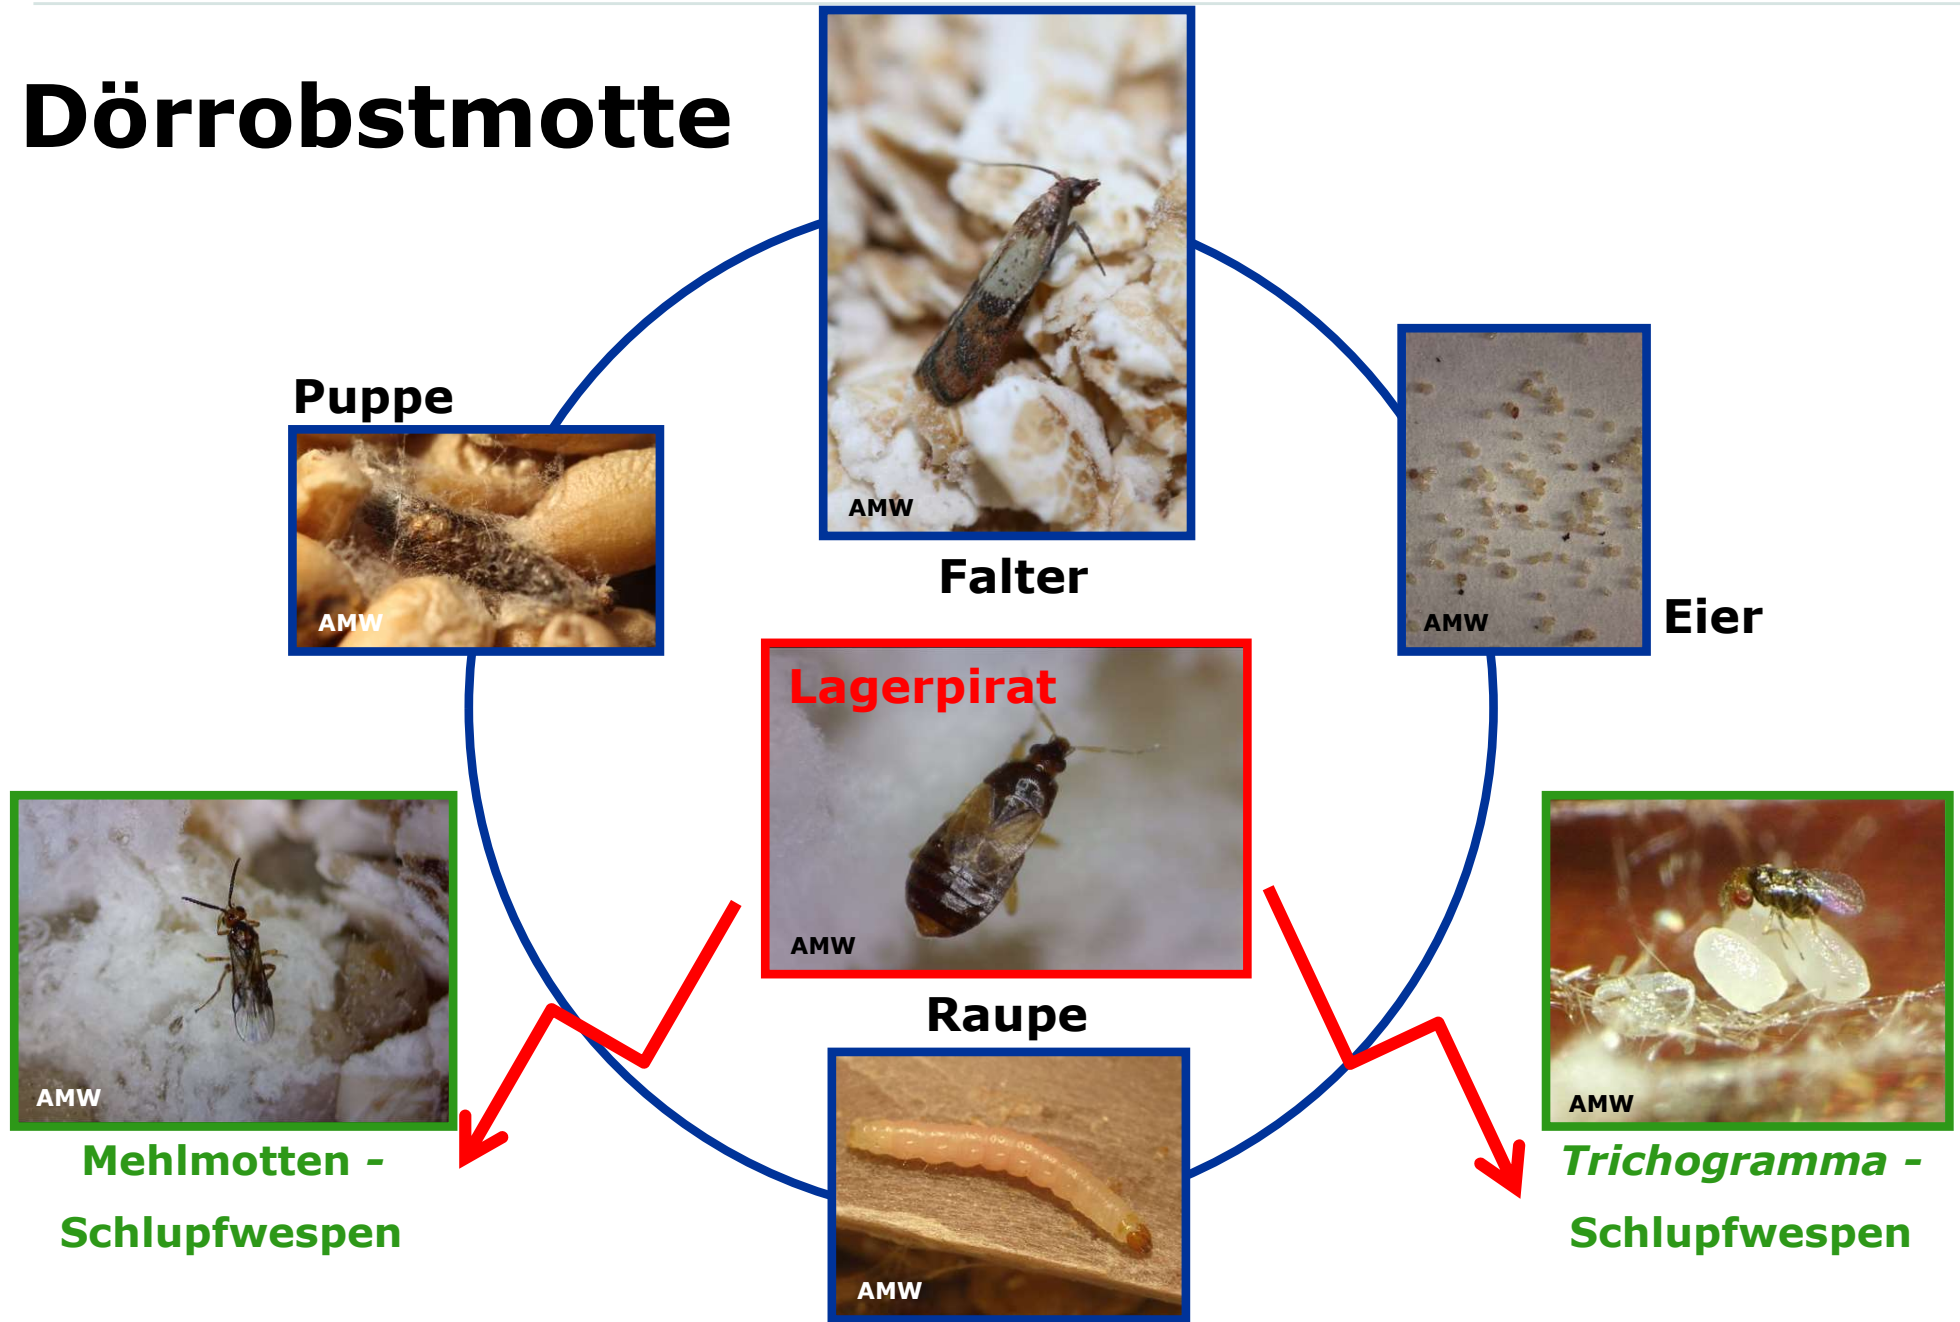 Dörrobstmotte
AMW
Falter
Puppe
AMW
AMW
Eier
Lagerpirat
AMW
Raupe
AMW
AMW
Mehlmotten -
Schlupfwespen
AMW
Trichogramma -
Schlupfwespen